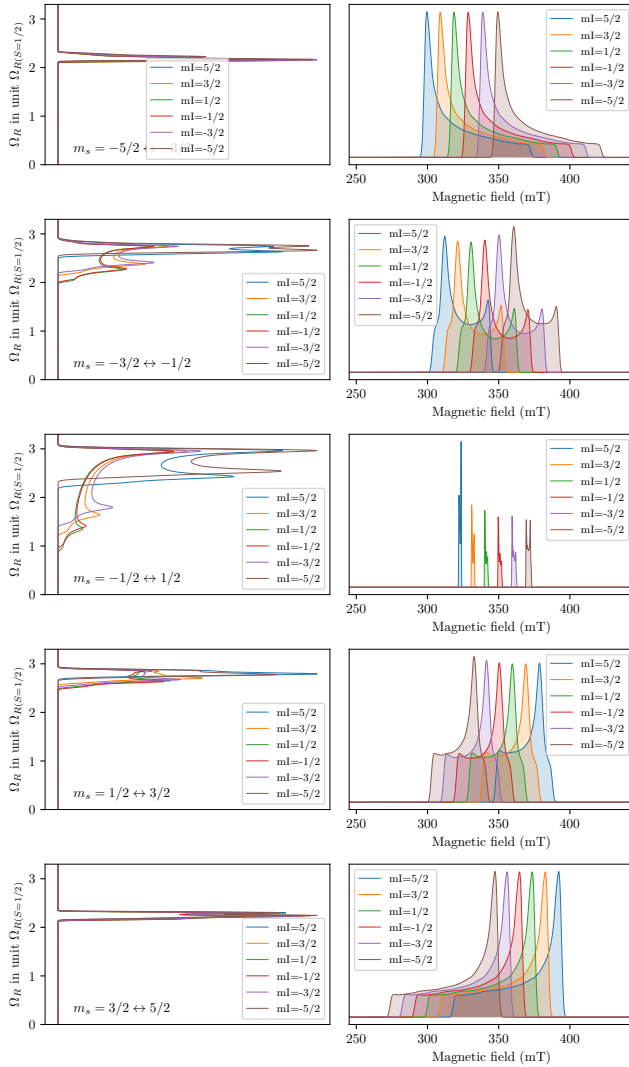 3
2
1
0
Ω_R in unit Ω_R(S=1/2)
m_s = −5/2 ↔
mI=5/2
mI=3/2
mI=1/2
mI=-1/2
mI=-3/2
mI=-5/2
mI=5/2
mI=3/2
mI=1/2
mI=-1/2
mI=-3/2
mI=-5/2
250
300
350
400
Magnetic field (mT)
3
2
1
0
Ω_R in unit Ω_R(S=1/2)
m_s = −3/2 ↔ −1/2
mI=5/2
mI=3/2
mI=1/2
mI=-1/2
mI=-3/2
mI=-5/2
mI=5/2
mI=3/2
mI=1/2
mI=-1/2
mI=-3/2
mI=-5/2
250
300
350
400
Magnetic field (mT)
3
2
1
0
Ω_R in unit Ω_R(S=1/2)
m_s = −1/2 ↔ 1/2
mI=5/2
mI=3/2
mI=1/2
mI=-1/2
mI=-3/2
mI=-5/2
mI=5/2
mI=3/2
mI=1/2
mI=-1/2
mI=-3/2
mI=-5/2
250
300
350
400
Magnetic field (mT)
3
2
1
0
Ω_R in unit Ω_R(S=1/2)
m_s = 1/2 ↔ 3/2
mI=5/2
mI=3/2
mI=1/2
mI=-1/2
mI=-3/2
mI=-5/2
mI=5/2
mI=3/2
mI=1/2
mI=-1/2
mI=-3/2
mI=-5/2
250
300
350
400
Magnetic field (mT)
3
2
1
0
Ω_R in unit Ω_R(S=1/2)
m_s = 3/2 ↔ 5/2
mI=5/2
mI=3/2
mI=1/2
mI=-1/2
mI=-3/2
mI=-5/2
mI=5/2
mI=3/2
mI=1/2
mI=-1/2
mI=-3/2
mI=-5/2
250
300
350
400
Magnetic field (mT)